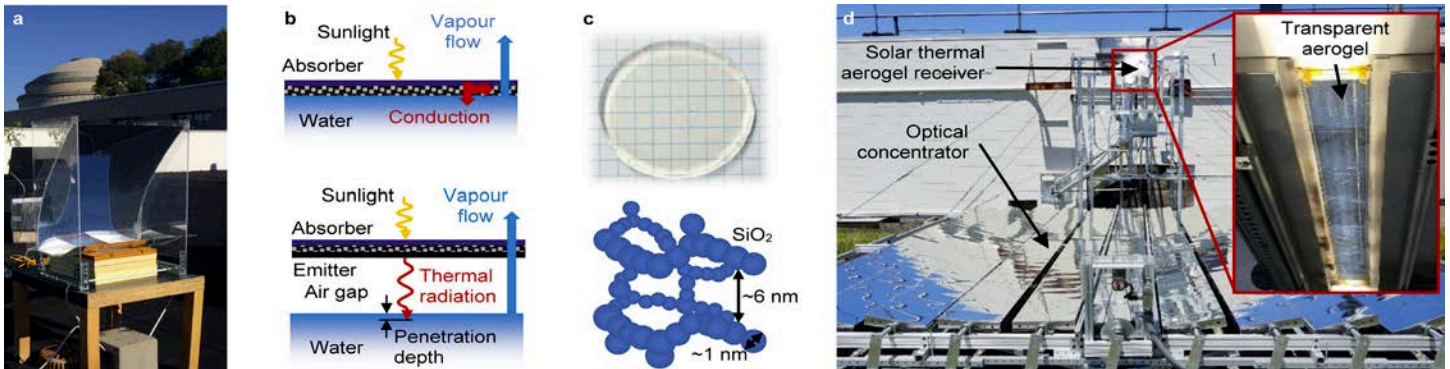 a
b
Sunlight
Vapour
flow
Absorber
Water
Conduction
Sunlight
Vapour
flow
Absorber
Emitter
Air gap
Thermal
radiation
Penetration
depth
Water
c
SiO₂
~6 nm
~1 nm
d
Solar thermal
aerogel receiver
Optical
concentrator
Transparent
aerogel